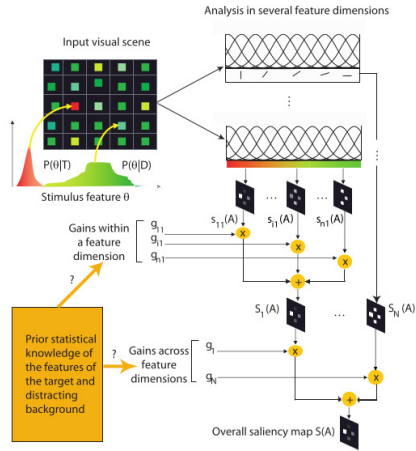 Analysis in several feature dimensions
Input visual scene
P(θ|T)
P(θ|D)
Stimulus feature θ
...
...
...
...
s11(A)
si1(A)
sn1(A)
Gains within
a feature
dimension
g11
gi1
gn1
x
x
x
+
?
S1(A)
...
SN(A)
Prior statistical
knowledge of
the features of
the target and
distracting
background
?
Gains across
feature
dimensions
g1
gN
x
x
+
Overall saliency map S(A)